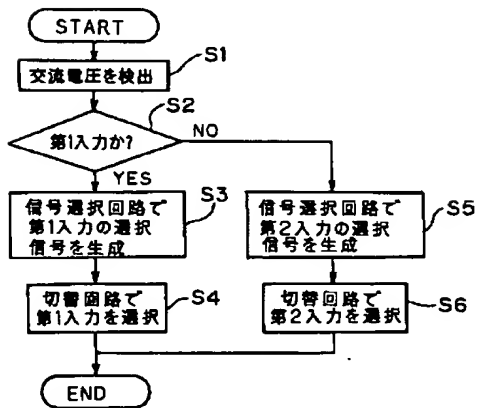 START
S1
交流電圧を検出
S2
第1入力か?
NO
YES
S3
信号選択回路で
第1入力の選択
信号を生成
S5
信号選択回路で
第2入力の選択
信号を生成
S4
切替回路で
第1入力を選択
S6
切替回路で
第2入力を選択
END